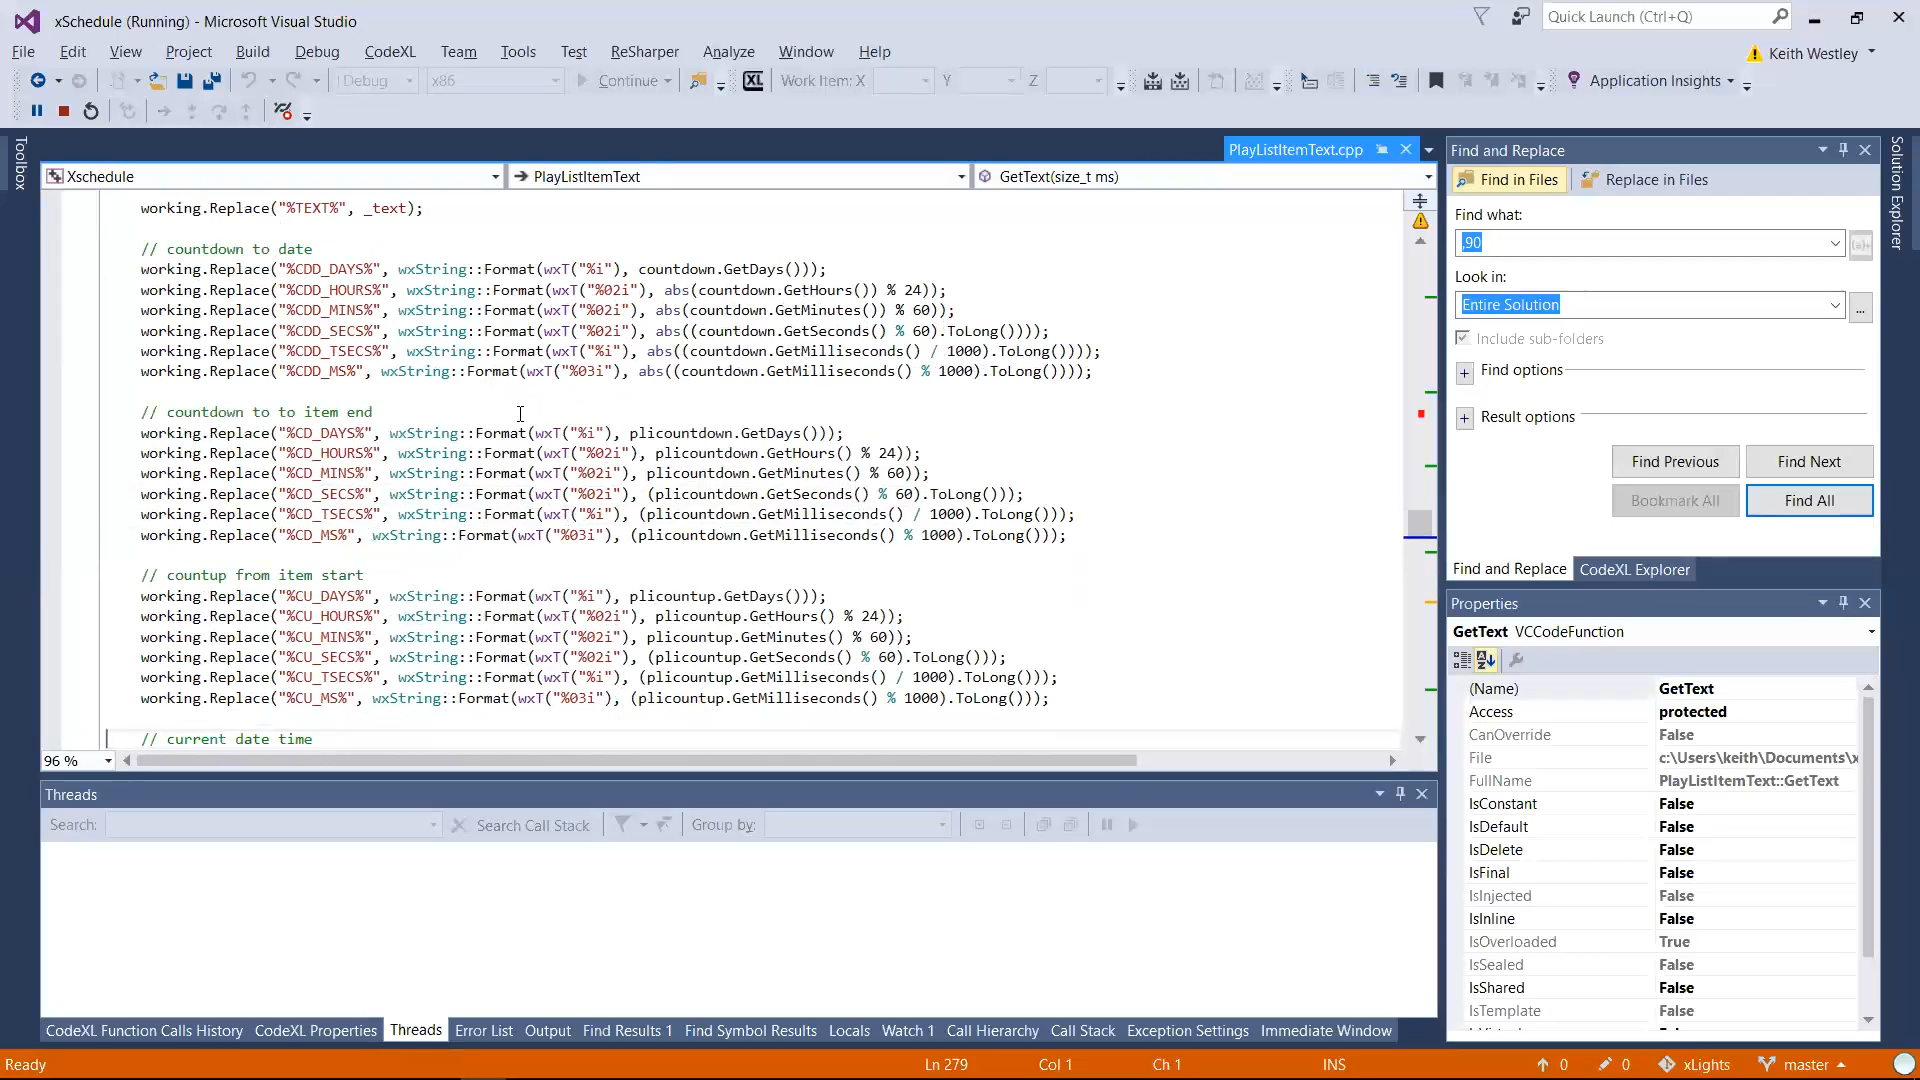 xSchedule (Running) - Microsoft Visual Studio
Quick Launch (Ctrl+Q)
File Edit View Project Build Debug CodeXL Team Tools Test ReSharper Analyze Window Help
Keith Westley
Debug x86 Continue XL Work Item: X Y Z Application Insights
Toolbox
PlayListItemText.cpp
Xschedule PlayListItemText GetText(size_t ms)
working.Replace("%TEXT%", _text);
// countdown to date
working.Replace("%CDD_DAYS%", wxString::Format(wxT("%i"), countdown.GetDays()));
working.Replace("%CDD_HOURS%", wxString::Format(wxT("%02i"), abs(countdown.GetHours()) % 24));
working.Replace("%CDD_MINS%", wxString::Format(wxT("%02i"), abs(countdown.GetMinutes()) % 60));
working.Replace("%CDD_SECS%", wxString::Format(wxT("%02i"), abs((countdown.GetSeconds() % 60).ToLong())));
working.Replace("%CDD_TSECS%", wxString::Format(wxT("%i"), abs((countdown.GetMilliseconds() / 1000).ToLong())));
working.Replace("%CDD_MS%", wxString::Format(wxT("%03i"), abs((countdown.GetMilliseconds() % 1000).ToLong())));
// countdown to to item end
working.Replace("%CD_DAYS%", wxString::Format(wxT("%i"), plicountdown.GetDays()));
working.Replace("%CD_HOURS%", wxString::Format(wxT("%02i"), plicountdown.GetHours() % 24));
working.Replace("%CD_MINS%", wxString::Format(wxT("%02i"), plicountdown.GetMinutes() % 60));
working.Replace("%CD_SECS%", wxString::Format(wxT("%02i"), (plicountdown.GetSeconds() % 60).ToLong()));
working.Replace("%CD_TSECS%", wxString::Format(wxT("%i"), (plicountdown.GetMilliseconds() / 1000).ToLong()));
working.Replace("%CD_MS%", wxString::Format(wxT("%03i"), (plicountdown.GetMilliseconds() % 1000).ToLong()));
// countup from item start
working.Replace("%CU_DAYS%", wxString::Format(wxT("%i"), plicountup.GetDays()));
working.Replace("%CU_HOURS%", wxString::Format(wxT("%02i"), plicountup.GetHours() % 24));
working.Replace("%CU_MINS%", wxString::Format(wxT("%02i"), plicountup.GetMinutes() % 60));
working.Replace("%CU_SECS%", wxString::Format(wxT("%02i"), (plicountup.GetSeconds() % 60).ToLong()));
working.Replace("%CU_TSECS%", wxString::Format(wxT("%i"), (plicountup.GetMilliseconds() / 1000).ToLong()));
working.Replace("%CU_MS%", wxString::Format(wxT("%03i"), (plicountup.GetMilliseconds() % 1000).ToLong()));
// current date time
96 %
Threads
Search: Search Call Stack Group by:
CodeXL Function Calls History CodeXL Properties Threads Error List Output Find Results 1 Find Symbol Results Locals Watch 1 Call Hierarchy Call Stack Exception Settings Immediate Window
Find and Replace
Find in Files Replace in Files
Find what:
,90
Look in:
Entire Solution
...
Include sub-folders
Find options
Result options
Find Previous Find Next
Bookmark All Find All
Find and Replace CodeXL Explorer
Properties
GetText VCCodeFunction
(Name) GetText
Access protected
CanOverride False
File c:\Users\keith\Documents\x
FullName PlayListItemText::GetText
IsConstant False
IsDefault False
IsDelete False
IsFinal False
IsInjected False
IsInline False
IsOverloaded True
IsSealed False
IsShared False
IsTemplate False
Solution Explorer
Ready Ln 279 Col 1 Ch 1 INS 0 0 xLights master